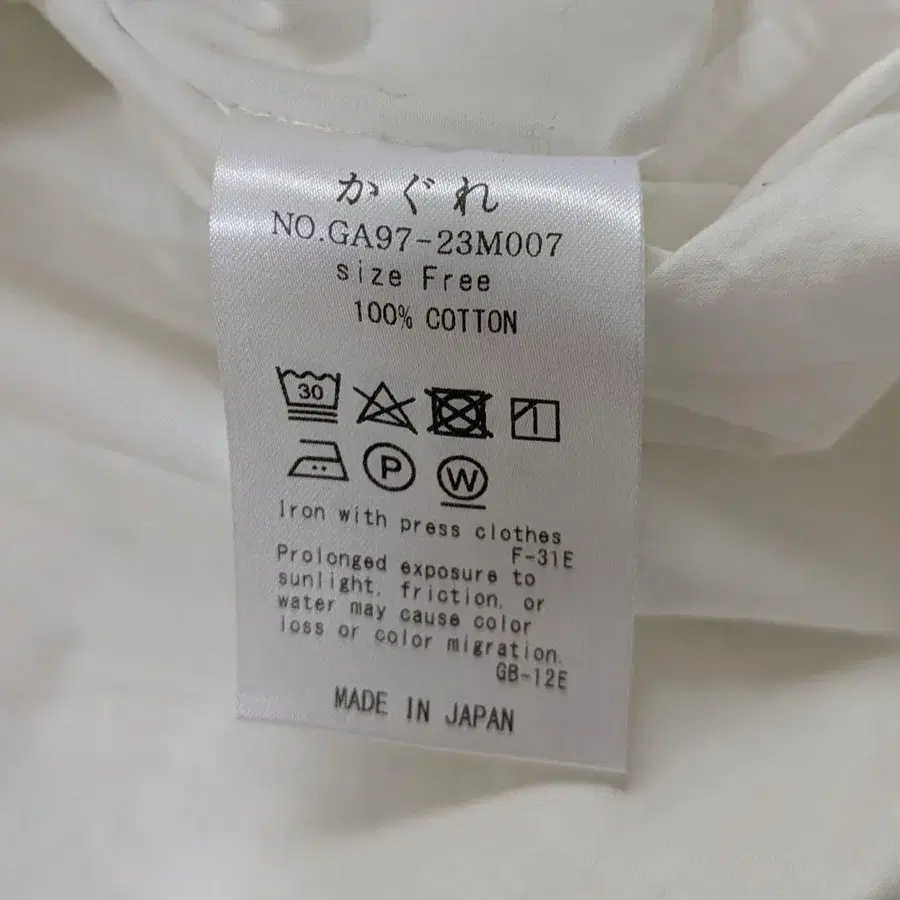 かぐれ
NO.GA97-23M007
size Free
100% COTTON
30
P
W
Iron with press clothes
F-31E
Prolonged exposure to
sunlight, friction, or
water may cause color
loss or color migration.
GB-12E
MADE IN JAPAN